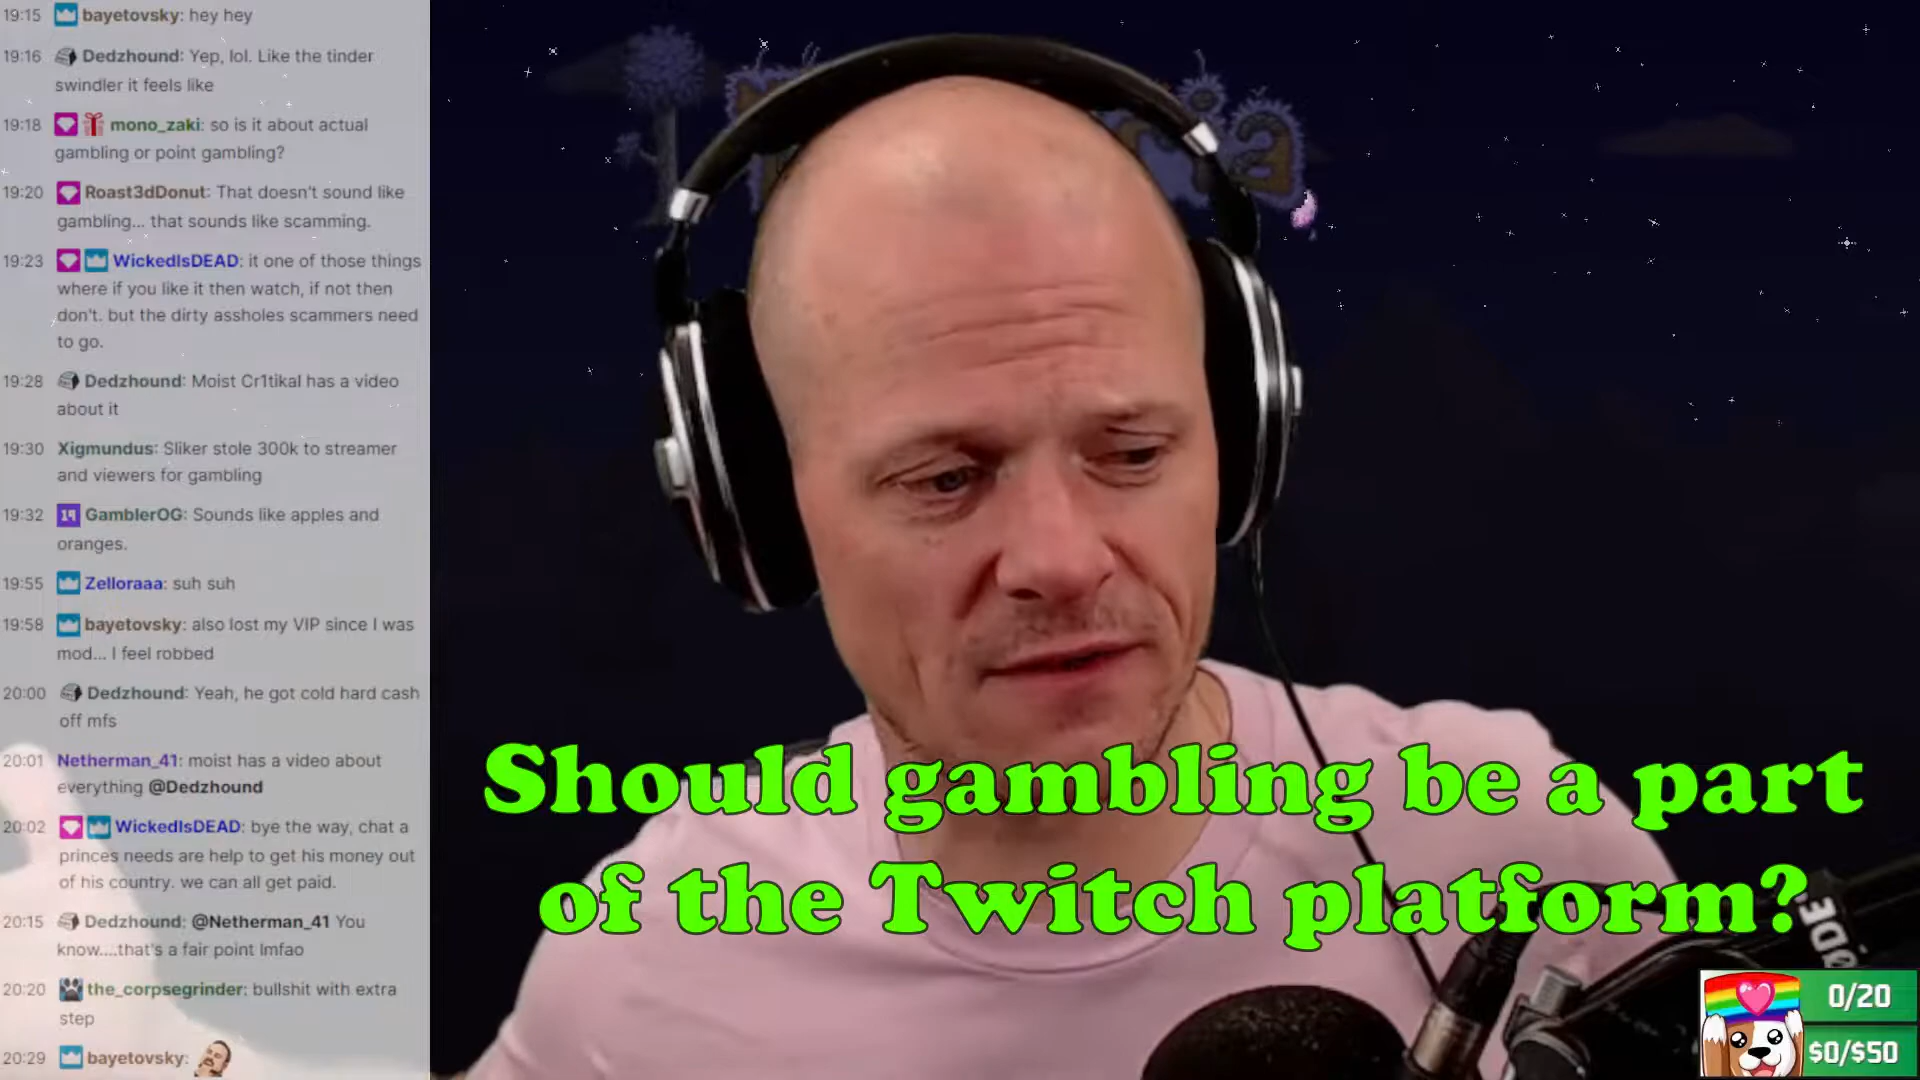 19:15 bayetovsky: hey hey
19:16 Dedzhound: Yep, lol. Like the tinder
swindler it feels like
19:18 mono_zaki: so is it about actual
gambling or point gambling?
19:20 Roast3dDonut: That doesn't sound like
gambling... that sounds like scamming.
19:23 WickedIsDEAD: it one of those things
where if you like it then watch, if not then
don't. but the dirty assholes scammers need
to go.
19:28 Dedzhound: Moist Cr1tikal has a video
about it
19:30 Xigmundus: Sliker stole 300k to streamer
and viewers for gambling
19:32 19 GamblerOG: Sounds like apples and
oranges.
19:55 Zelloraaa: suh suh
19:58 bayetovsky: also lost my VIP since I was
mod... I feel robbed
20:00 Dedzhound: Yeah, he got cold hard cash
off mfs
20:01 Netherman_41: moist has a video about
everything @Dedzhound
20:02 WickedIsDEAD: bye the way, chat a
princes needs are help to get his money out
of his country. we can all get paid.
20:15 Dedzhound: @Netherman_41 You
know....that's a fair point lmfao
20:20 the_corpsegrinder: bullshit with extra
step
20:29 bayetovsky:
Should gambling be a part
of the Twitch platform?
RØDE
0/20
$0/$50